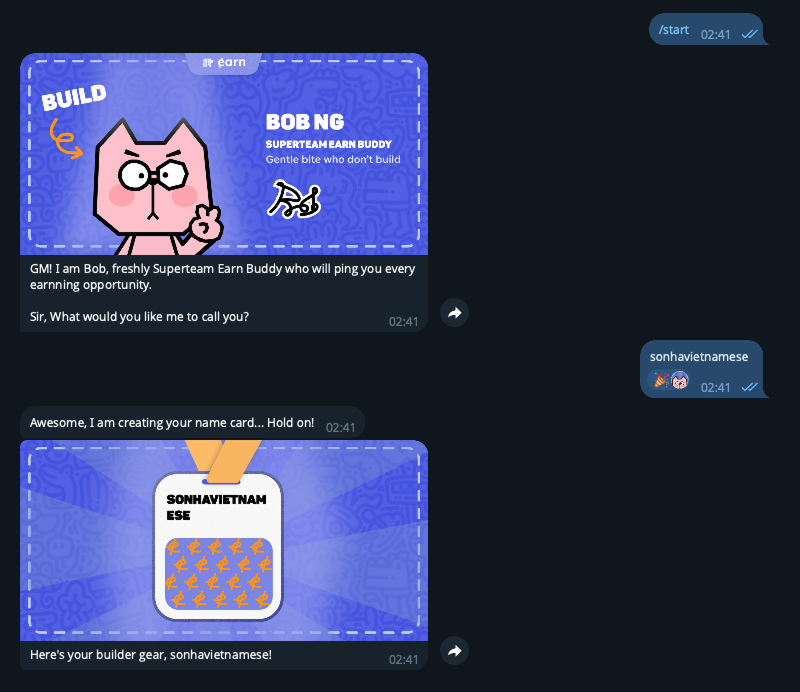 /start 02:41
earn
BUILD
BOB NG
SUPERTEAM EARN BUDDY
Gentle bite who don't build
GM! I am Bob, freshly Superteam Earn Buddy who will ping you every
earnning opportunity.
Sir, What would you like me to call you?
02:41
sonhavietnamese
02:41
Awesome, I am creating your name card... Hold on! 02:41
SONHAVIETNAM
ESE
Here's your builder gear, sonhavietnamese!
02:41